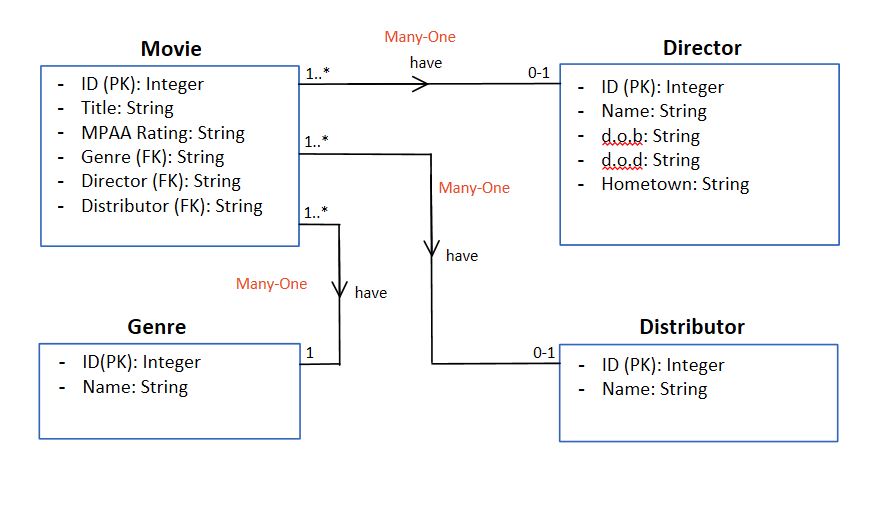 Movie
- ID (PK): Integer
- Title: String
- MPAA Rating: String
- Genre (FK): String
- Director (FK): String
- Distributor (FK): String
Many-One
have
1..*
0-1
Director
- ID (PK): Integer
- Name: String
- d.o.b: String
- d.o.d: String
- Hometown: String
1..*
Many-One
have
0-1
1..*
Many-One
have
1
Genre
- ID(PK): Integer
- Name: String
Distributor
- ID (PK): Integer
- Name: String